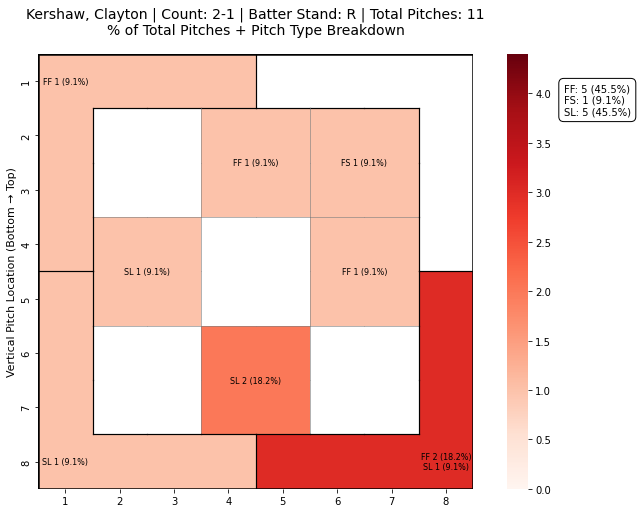 Kershaw, Clayton | Count: 2-1 | Batter Stand: R | Total Pitches: 11
% of Total Pitches + Pitch Type Breakdown
Vertical Pitch Location (Bottom → Top)
1
2
3
4
5
6
7
8
FF 1 (9.1%)
FF 1 (9.1%)
FS 1 (9.1%)
SL 1 (9.1%)
FF 1 (9.1%)
SL 2 (18.2%)
SL 1 (9.1%)
FF 2 (18.2%)
SL 1 (9.1%)
1
2
3
4
5
6
7
8
4.0
3.5
3.0
2.5
2.0
1.5
1.0
0.5
0.0
FF: 5 (45.5%)
FS: 1 (9.1%)
SL: 5 (45.5%)